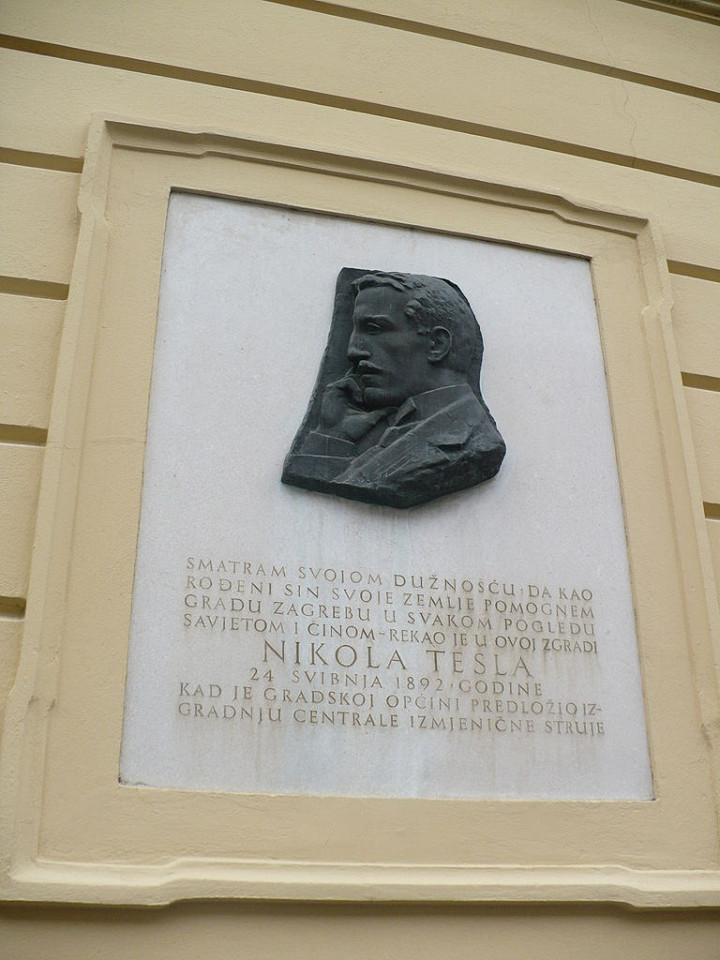 SMATRAM SVOJOM DUŽNOŠĆU DA KAO
ROĐENI SIN SVOJE ZEMLJE POMOGNEM
GRADU ZAGREBU U SVAKOM POGLEDU
SAVJETOM I ČINOM-REKAO JE U OVOJ ZGRADI
NIKOLA TESLA
24 SVIBNJA 1892 GODINE
KAD JE GRADSKOJ OPĆINI PREDLOŽIO IZ-
GRADNJU CENTRALE IZMJENIČNE STRUJE